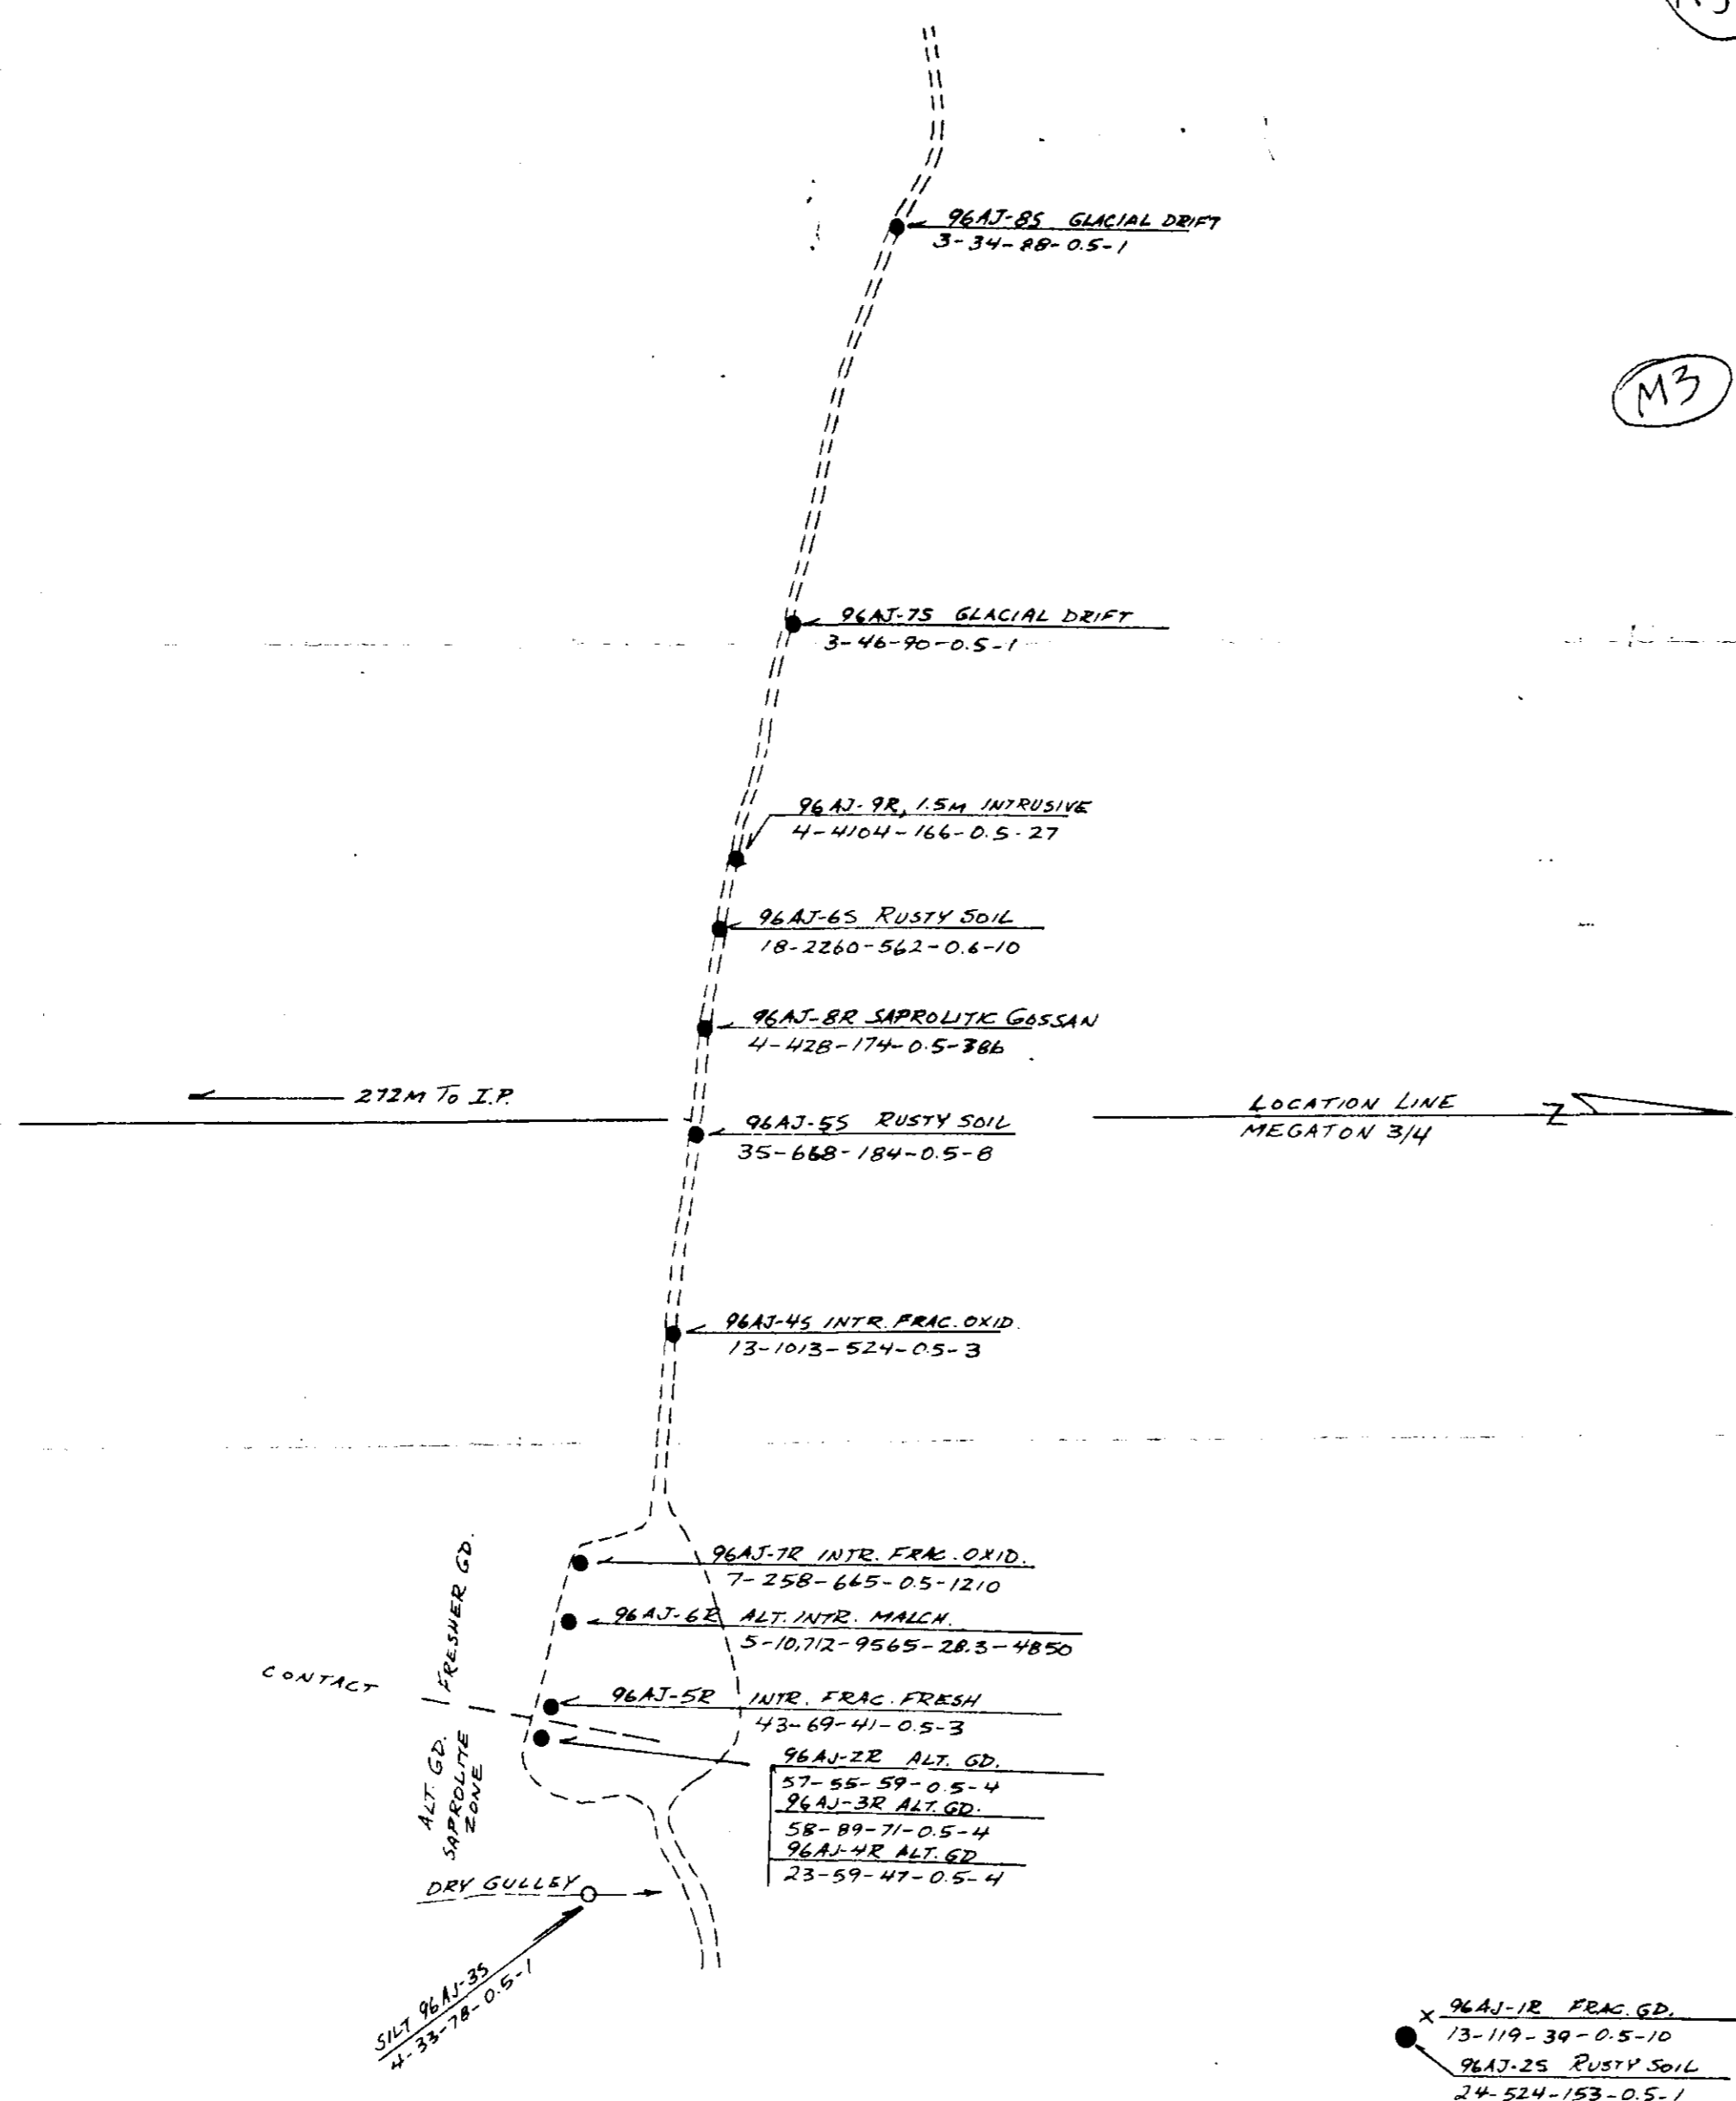 96AJ-8S GLACIAL DRIFT
3-34-88-0.5-1
M3
96AJ-7S GLACIAL DRIFT
3-46-90-0.5-1
96AJ-9R, 1.5M INTRUSIVE
4-4104-166-0.5-27
96AJ-6S RUSTY SOIL
18-2260-562-0.6-10
96AJ-8R SAPROLITIC GOSSAN
4-428-174-0.5-386
272M TO I.P.
LOCATION LINE
MEGATON 3/4
Z
96AJ-5S RUSTY SOIL
35-668-184-0.5-8
96AJ-4S INTR. FRAC. OXID.
13-1013-524-0.5-3
96AJ-7R INTR. FRAC. OXID.
7-258-665-0.5-1210
96AJ-6R ALT. INTR. MALCH.
5-10,712-9565-28.3-4850
FRESHER GD.
CONTACT
96AJ-5R INTR. FRAC. FRESH
43-69-41-0.5-3
ALT. GD.
SAPROLITE
ZONE
96AJ-2R ALT. GD.
57-55-59-0.5-4
96AJ-3R ALT. GD.
58-89-71-0.5-4
96AJ-4R ALT. GD
23-59-47-0.5-4
DRY GULLEY
SILT 96AJ-3S
4-33-78-0.5-1
X 96AJ-1R FRAC. GD.
13-119-39-0.5-10
96AJ-2S RUSTY SOIL
24-524-153-0.5-1